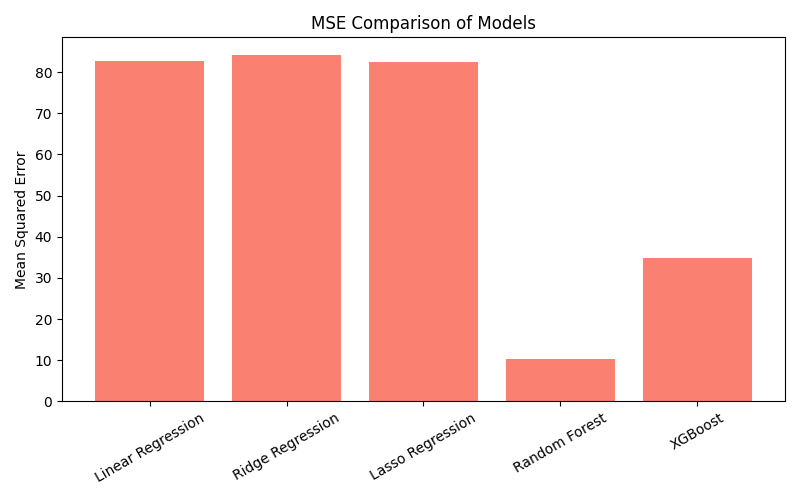 MSE Comparison of Models
Mean Squared Error
80
70
60
50
40
30
20
10
0
Linear Regression
Ridge Regression
Lasso Regression
Random Forest
XGBoost